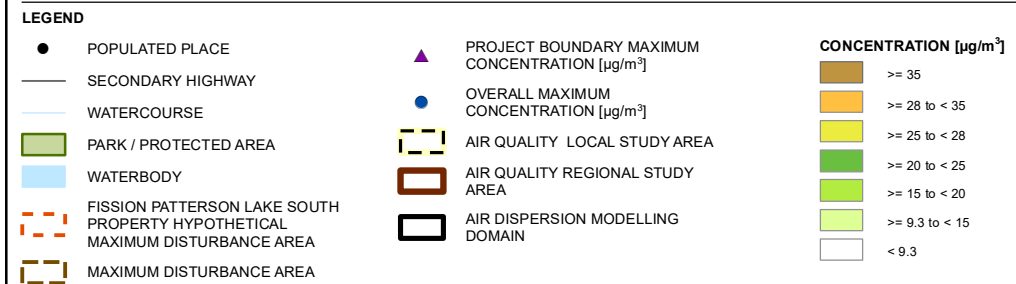 LEGEND
POPULATED PLACE
SECONDARY HIGHWAY
WATERCOURSE
PARK / PROTECTED AREA
WATERBODY
FISSION PATTERSON LAKE SOUTH
PROPERTY HYPOTHETICAL
MAXIMUM DISTURBANCE AREA
MAXIMUM DISTURBANCE AREA
PROJECT BOUNDARY MAXIMUM
CONCENTRATION [µg/m³]
OVERALL MAXIMUM
CONCENTRATION [µg/m³]
AIR QUALITY LOCAL STUDY AREA
AIR QUALITY REGIONAL STUDY
AREA
AIR DISPERSION MODELLING
DOMAIN
CONCENTRATION [µg/m³]
>= 35
>= 28 to < 35
>= 25 to < 28
>= 20 to < 25
>= 15 to < 20
>= 9.3 to < 15
< 9.3